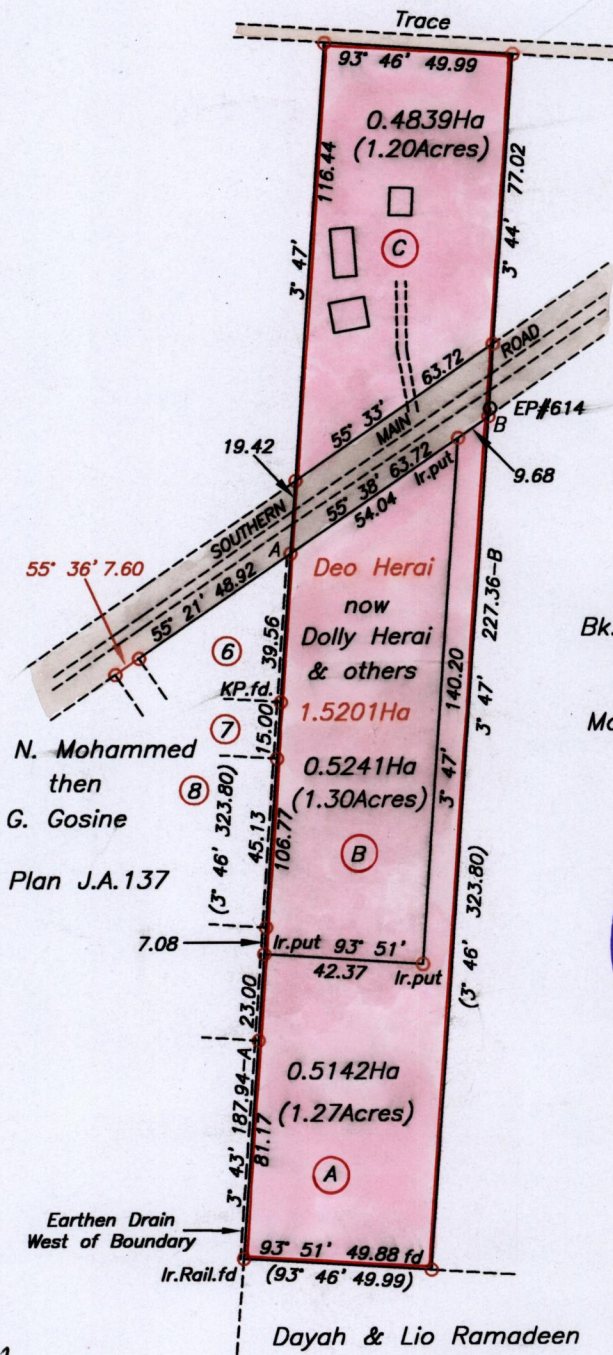 Trace
93° 46' 49.99
0.4839Ha
(1.20Acres)
116.44
3° 47'
77.02
3° 44'
C
55° 33' 63.72
ROAD
MAIN
SOUTHERN
EP#614
B
19.42
Ir.put
9.68
55° 38' 63.72
54.04
A
55° 36' 7.60
55° 21' 48.92
Deo Herai
now
Dolly Herai
& others
1.5201Ha
0.5241Ha
(1.30Acres)
B
140.20
3° 47'
227.36-B
3° 47'
(3° 46' 323.80)
Bk.
6
39.56
KP.fd.
7
15.00
8
N. Mohammed
then
G. Gosine
Plan J.A.137
(3° 46' 323.80)
45.13
106.77
7.08
Ir.put 93° 51'
42.37
Ir.put
23.00
3° 43' 187.94-A
81.17
0.5142Ha
(1.27Acres)
A
Earthen Drain
West of Boundary
93° 51' 49.88 fd
Ir.Rail.fd
(93° 46' 49.99)
Dayah & Lio Ramadeen